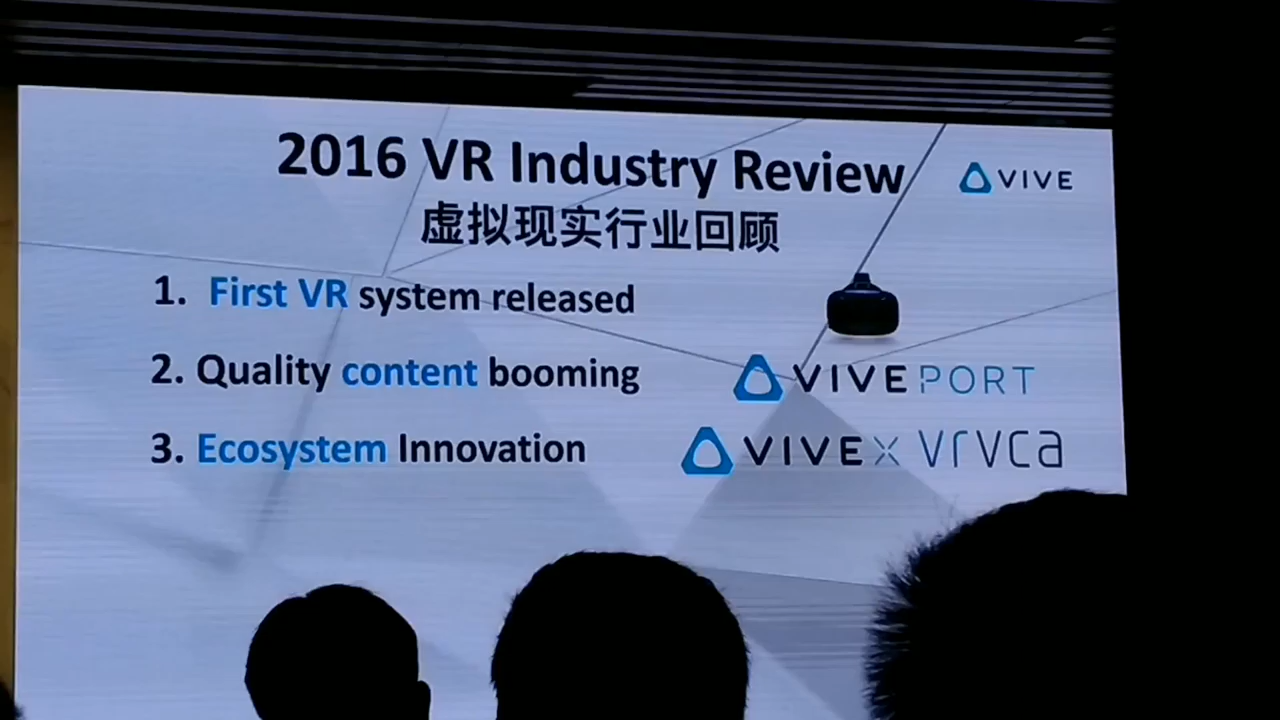 2016 VR Industry Review
VIVE
虚拟现实行业回顾
1. First VR system released
2. Quality content booming
VIVEPORT
3. Ecosystem Innovation
VIVE X vrvca